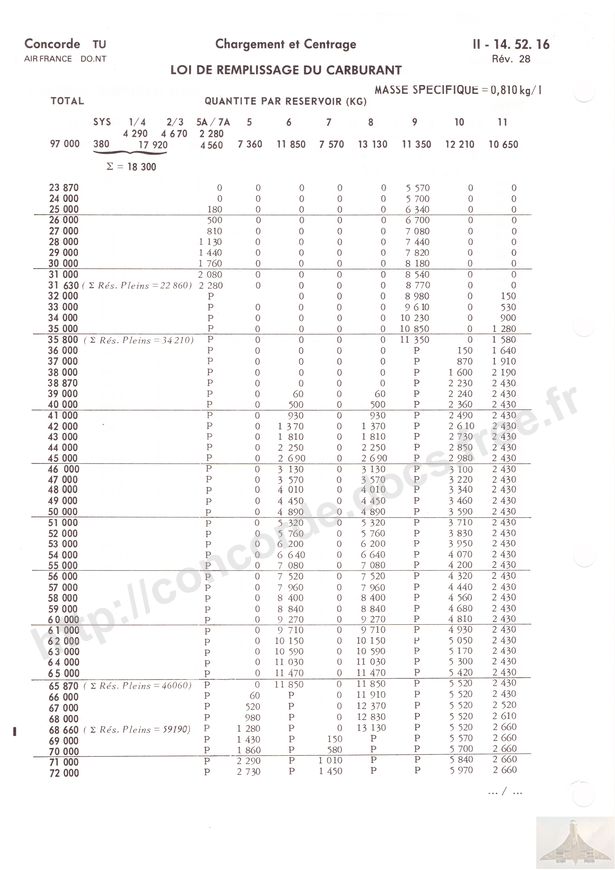 Concorde TU Chargement et Centrage II - 14. 52. 16
AIR FRANCE DO.NT Rév. 28
LOI DE REMPLISSAGE DU CARBURANT
MASSE SPECIFIQUE = 0,810 kg/l
TOTAL QUANTITE PAR RESERVOIR (KG)
SYS 1/4 2/3 5A/7A 5 6 7 8 9 10 11
4 290 4 670 2 280
97 000 380 17 920 4 560 7 360 11 850 7 570 13 130 11 350 12 210 10 650
Σ = 18 300
23 870 0 0 0 0 0 5 570 0 0
24 000 0 0 0 0 0 5 700 0 0
25 000 180 0 0 0 0 6 340 0 0
26 000 500 0 0 0 0 6 700 0 0
27 000 810 0 0 0 0 7 080 0 0
28 000 1 130 0 0 0 0 7 440 0 0
29 000 1 440 0 0 0 0 7 820 0 0
30 000 1 760 0 0 0 0 8 180 0 0
31 000 2 080 0 0 0 0 8 540 0 0
31 630 (Σ Rés. Pleins = 22 860) 2 280 0 0 0 0 8 770 0 0
32 000 P 0 0 0 8 980 0 150
33 000 P 0 0 0 0 9 610 0 530
34 000 P 0 0 0 0 10 230 0 900
35 000 P 0 0 0 0 10 850 0 1 280
35 800 (Σ Rés. Pleins = 34 210) P 0 0 0 0 11 350 0 1 580
36 000 P 0 0 0 0 P 150 1 640
37 000 P 0 0 0 0 P 870 1 910
38 000 P 0 0 0 0 P 1 600 2 190
38 870 P 0 0 0 0 P 2 230 2 430
39 000 P 0 60 0 60 P 2 240 2 430
40 000 P 0 500 0 500 P 2 360 2 430
41 000 P 0 930 0 930 P 2 490 2 430
42 000 P 0 1 370 0 1 370 P 2 610 2 430
43 000 P 0 1 810 0 1 810 P 2 730 2 430
44 000 P 0 2 250 0 2 250 P 2 850 2 430
45 000 P 0 2 690 0 2 690 P 2 980 2 430
46 000 P 0 3 130 0 3 130 P 3 100 2 430
47 000 P 0 3 570 0 3 570 P 3 220 2 430
48 000 P 0 4 010 0 4 010 P 3 340 2 430
49 000 P 0 4 450 0 4 450 P 3 460 2 430
50 000 P 0 4 890 0 4 890 P 3 590 2 430
51 000 P 0 5 320 0 5 320 P 3 710 2 430
52 000 P 0 5 760 0 5 760 P 3 830 2 430
53 000 P 0 6 200 0 6 200 P 3 950 2 430
54 000 P 0 6 640 0 6 640 P 4 070 2 430
55 000 P 0 7 080 0 7 080 P 4 200 2 430
56 000 P 0 7 520 0 7 520 P 4 320 2 430
57 000 P 0 7 960 0 7 960 P 4 440 2 430
58 000 P 0 8 400 0 8 400 P 4 560 2 430
59 000 P 0 8 840 0 8 840 P 4 680 2 430
60 000 P 0 9 270 0 9 270 P 4 810 2 430
61 000 P 0 9 710 0 9 710 P 4 930 2 430
62 000 P 0 10 150 0 10 150 P 5 050 2 430
63 000 P 0 10 590 0 10 590 P 5 170 2 430
64 000 P 0 11 030 0 11 030 P 5 300 2 430
65 000 P 0 11 470 0 11 470 P 5 420 2 430
65 870 (Σ Rés. Pleins = 46060) P 0 11 850 0 11 850 P 5 520 2 430
66 000 P 60 P 0 11 910 P 5 520 2 430
67 000 P 520 P 0 12 370 P 5 520 2 520
68 000 P 980 P 0 12 830 P 5 520 2 610
68 660 (Σ Rés. Pleins = 59190) P 1 280 P 0 13 130 P 5 520 2 660
69 000 P 1 430 P 150 P P 5 570 2 660
70 000 P 1 860 P 580 P P 5 700 2 660
71 000 P 2 290 P 1 010 P P 5 840 2 660
72 000 P 2 730 P 1 450 P P 5 970 2 660
... / ...
http://concorde.docs.free.fr